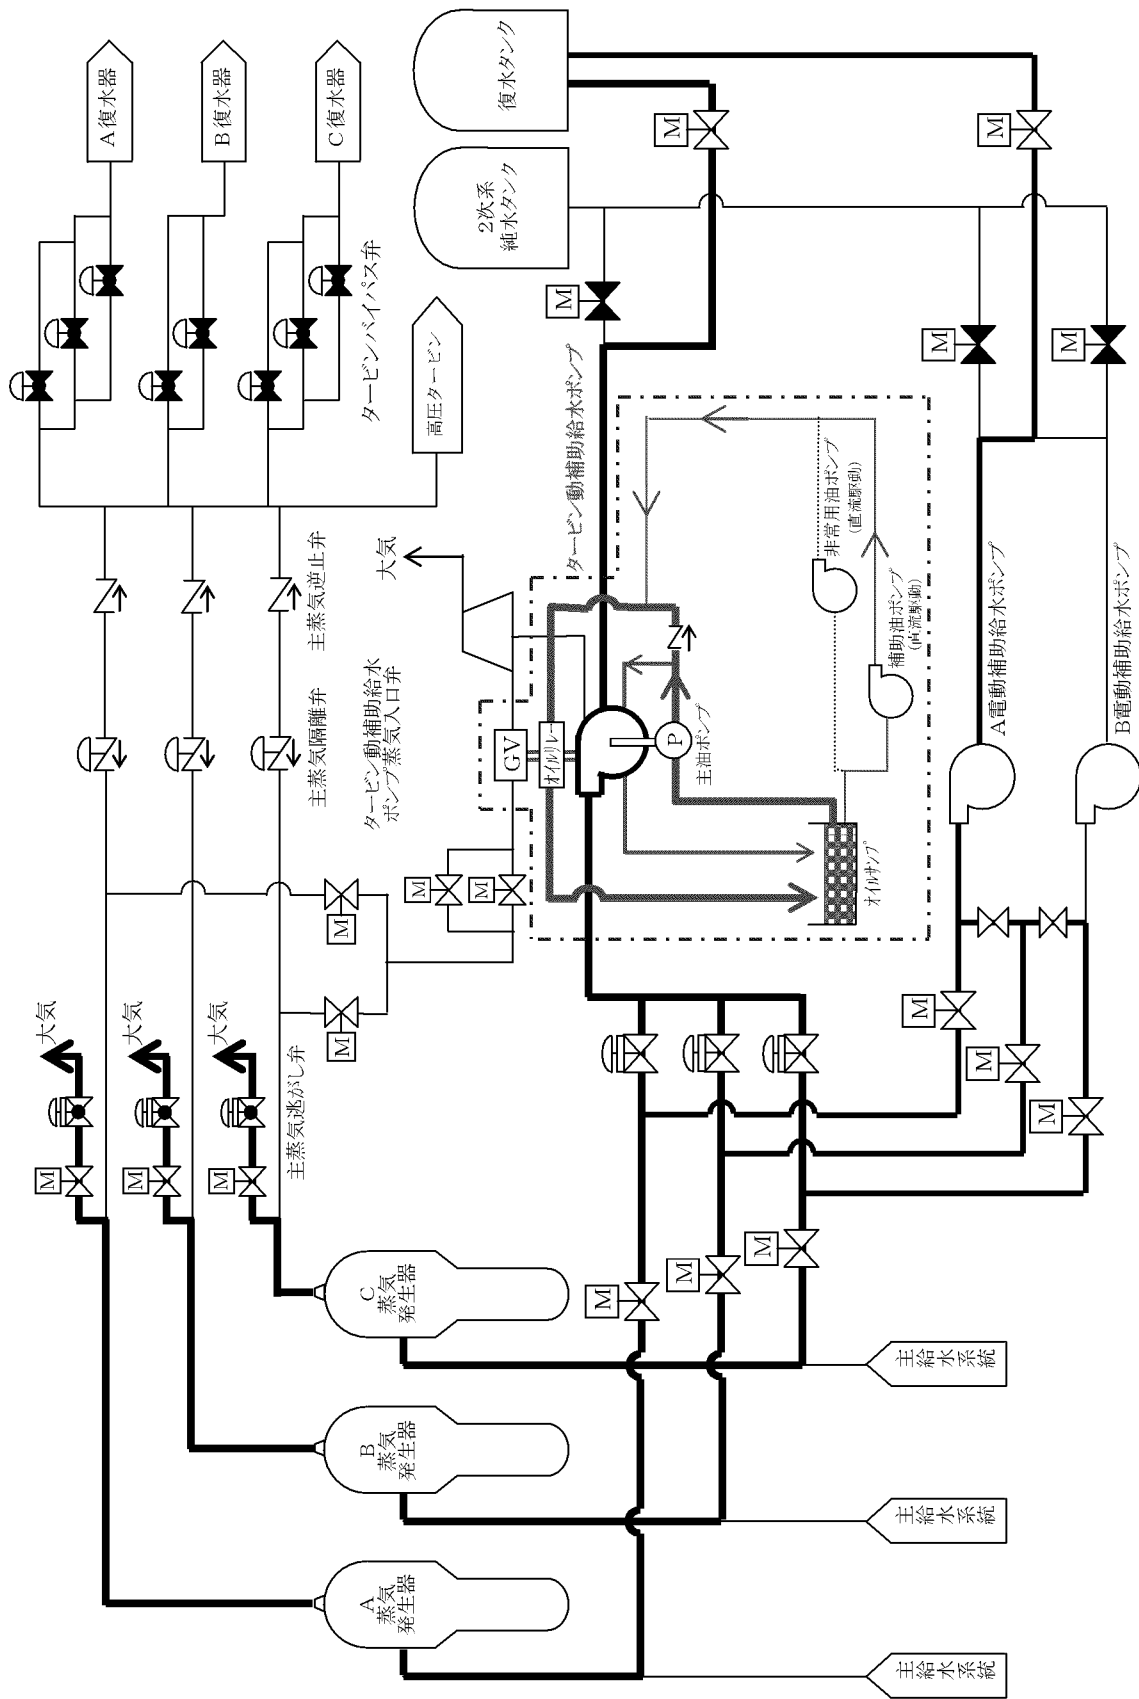 A復水器
B復水器
C復水器
タービンバイパス弁
高圧タービン
主蒸気逆止弁
主蒸気隔離弁
主蒸気逃がし弁
大気
大気
大気
大気
M
M
M
M
M
M
M
タービン動補助給水
ポンプ蒸気入口弁
GV
オイルリレー
タービン動補助給水ポンプ
P
主油ポンプ
非常用油ポンプ
(直流駆動)
補助油ポンプ
(直流駆動)
オイルサンプ
復水タンク
2次系
純水タンク
M
M
M
M
M
A電動補助給水ポンプ
B電動補助給水ポンプ
M
M
M
M
M
M
A
蒸気
発生器
B
蒸気
発生器
C
蒸気
発生器
主給水系統
主給水系統
主給水系統